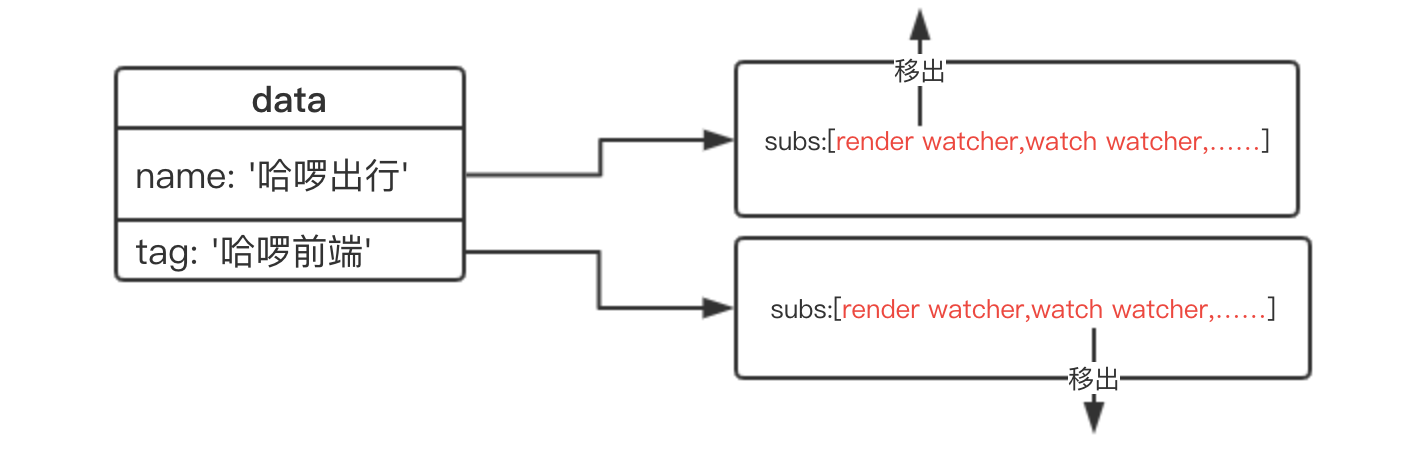 data
name: '哈啰出行'
tag: '哈啰前端'
移出
subs:[render watcher,watch watcher,……]
subs:[render watcher,watch watcher,……]
移出